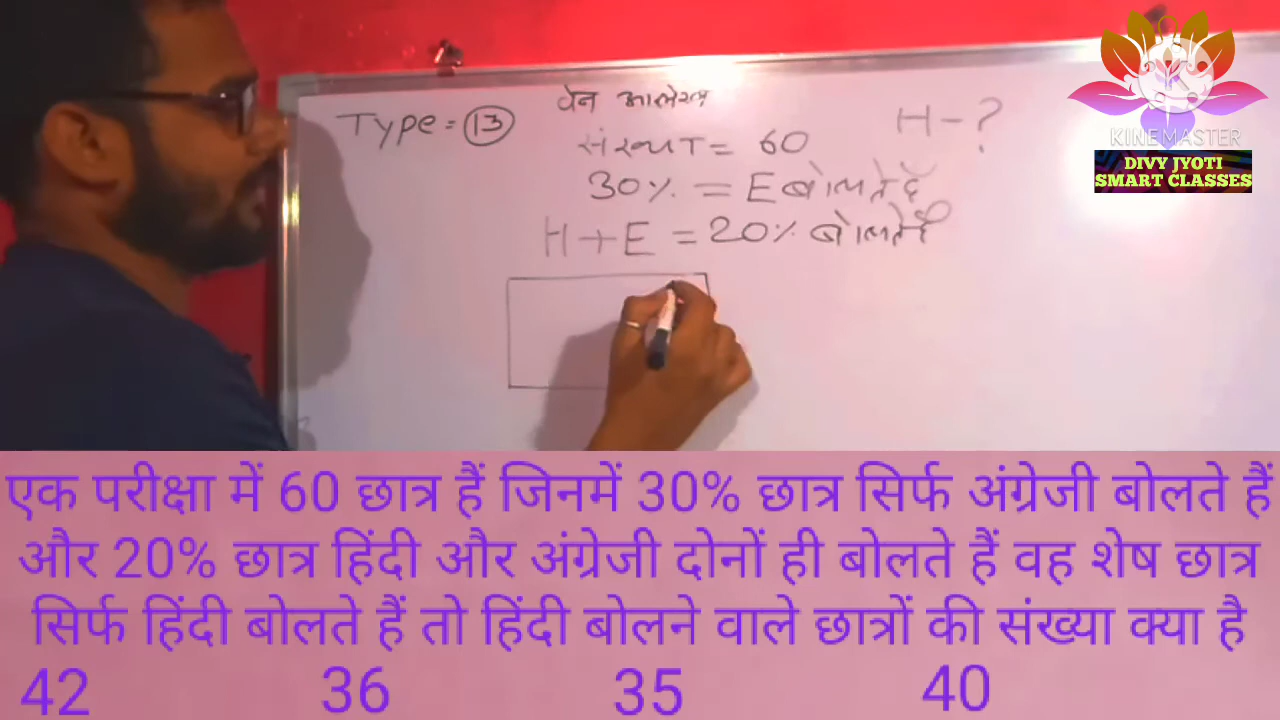 Type = 13
वेन आलेख
संख्या = 60
H - ?
30% = E बोलते हैं
H + E = 20% बोलते हैं
KINEMASTER
DIVY JYOTI
SMART CLASSES
एक परीक्षा में 60 छात्र हैं जिनमें 30% छात्र सिर्फ अंग्रेजी बोलते हैं
और 20% छात्र हिंदी और अंग्रेजी दोनों ही बोलते हैं वह शेष छात्र
सिर्फ हिंदी बोलते हैं तो हिंदी बोलने वाले छात्रों की संख्या क्या है
42 36 35 40